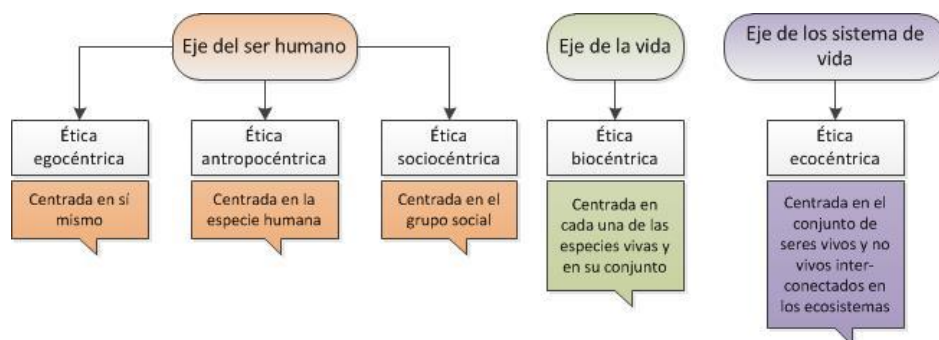 Eje del ser humano
Eje de la vida
Eje de los sistema de
vida
Ética
egocéntrica
Ética
antropocéntrica
Ética
sociocéntrica
Ética
biocéntrica
Ética
ecocéntrica
Centrada en sí
mismo
Centrada en la
especie humana
Centrada en el
grupo social
Centrada en
cada una de las
especies vivas y
en su conjunto
Centrada en el
conjunto de
seres vivos y no
vivos inter-
conectados en
los ecosistemas